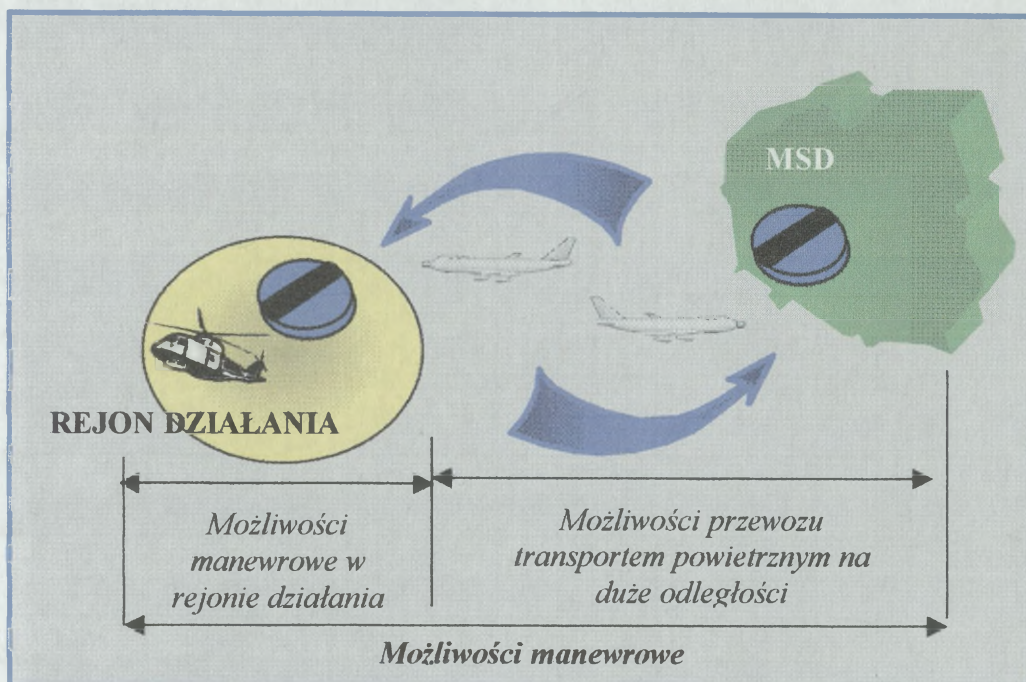 MSD
REJON DZIAŁANIA
Możliwości
manewrowe w
rejonie działania
Możliwości przewozu
transportem powietrznym na
duże odległości
Możliwości manewrowe